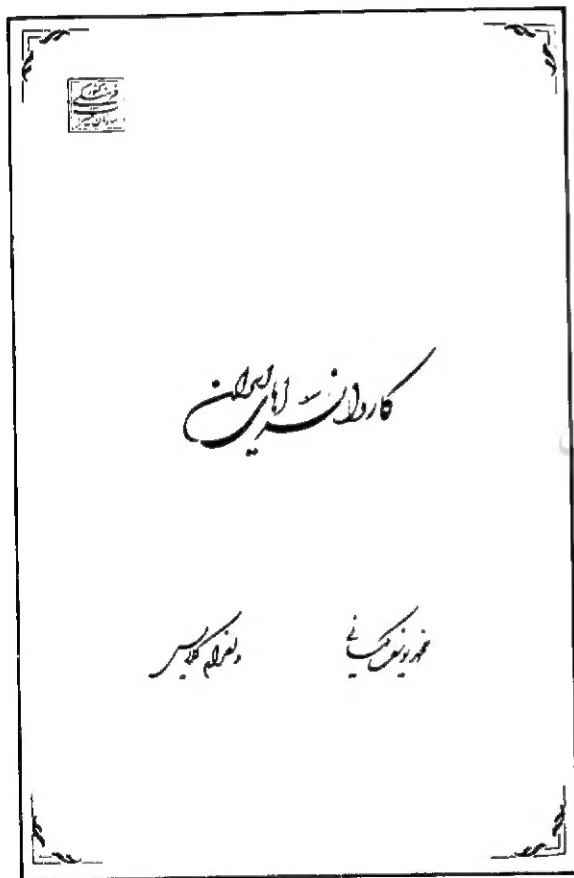 کاروانسراهای ایران
محمد یوسف کیانی
ولفرام کلایس